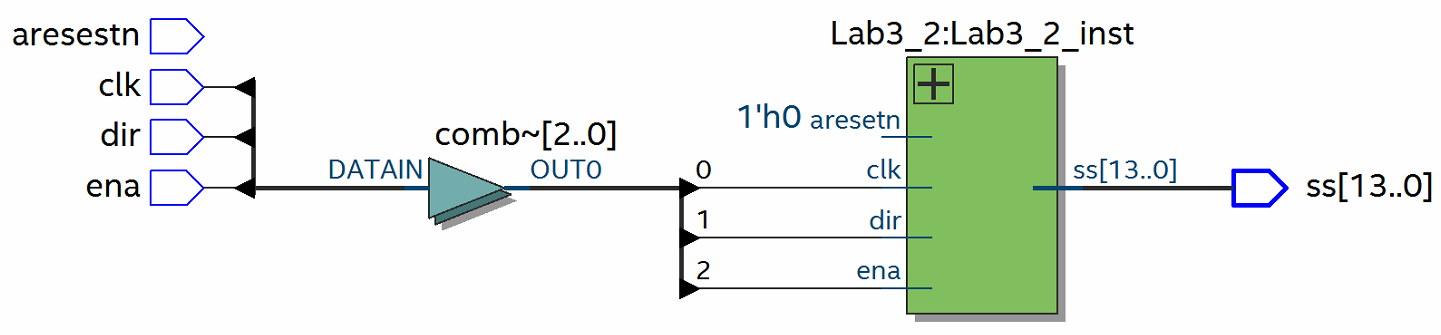 aresestn
clk
dir
ena
DATAIN
comb~[2..0]
OUT0
0
1
2
Lab3_2:Lab3_2_inst
1'h0 aresetn
clk
dir
ena
ss[13..0]
ss[13..0]